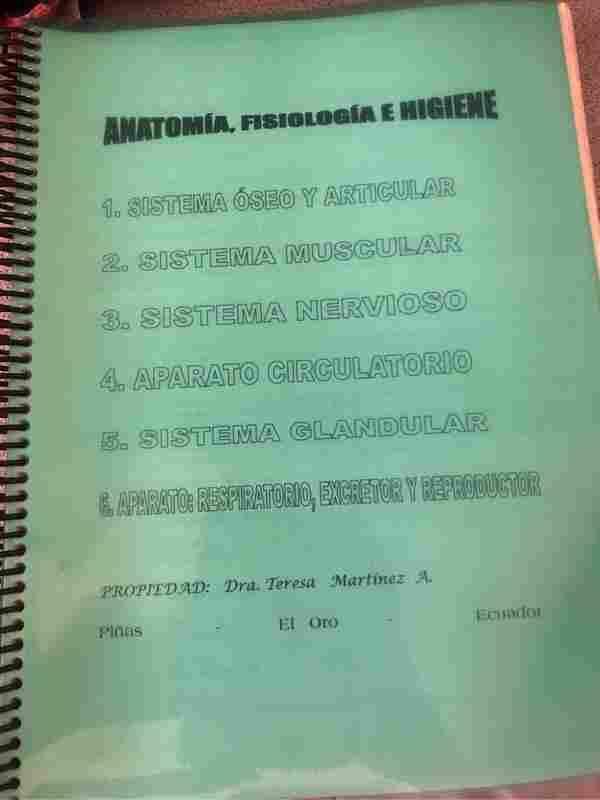 ANATOMÍA, FISIOLOGÍA E HIGIENE
1. SISTEMA ÓSEO Y ARTICULAR
2. SISTEMA MUSCULAR
3. SISTEMA NERVIOSO
4. APARATO CIRCULATORIO
5. SISTEMA GLANDULAR
6. APARATO: RESPIRATORIO, EXCRETOR Y REPRODUCTOR
PROPIEDAD: Dra. Teresa Martínez A.
Piñas - El Oro - Ecuador